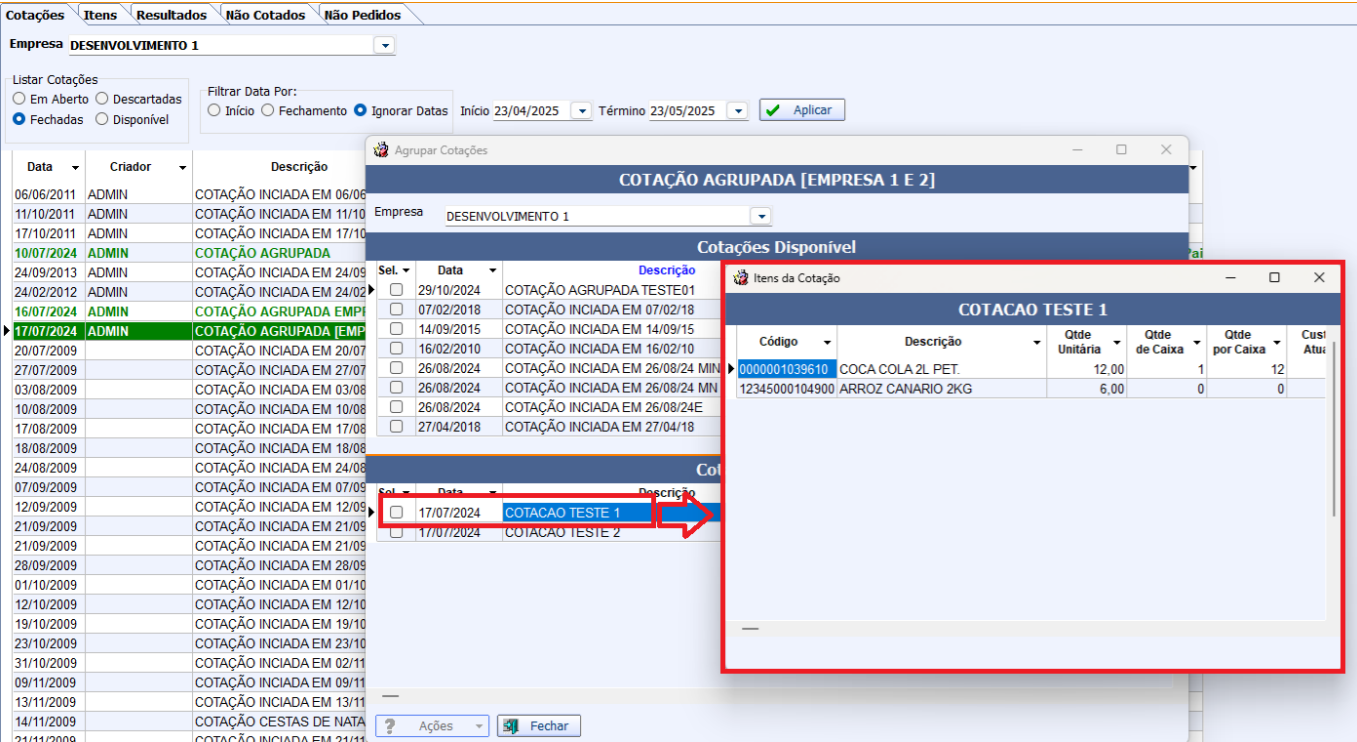 Cotações Itens Resultados Não Cotados Não Pedidos
Empresa DESENVOLVIMENTO 1
Listar Cotações
Em Aberto Descartadas
Fechadas Disponível
Filtrar Data Por:
Início Fechamento Ignorar Datas Início 23/04/2025 Término 23/05/2025 Aplicar
Data Criador Descrição
06/06/2011 ADMIN COTAÇÃO INCIADA EM 06/06
11/10/2011 ADMIN COTAÇÃO INCIADA EM 11/10
17/10/2011 ADMIN COTAÇÃO INCIADA EM 17/10
10/07/2024 ADMIN COTAÇÃO AGRUPADA
24/09/2013 ADMIN COTAÇÃO INCIADA EM 24/09
24/02/2012 ADMIN COTAÇÃO INCIADA EM 24/02
16/07/2024 ADMIN COTAÇÃO AGRUPADA EMP
17/07/2024 ADMIN COTAÇÃO AGRUPADA [EMP
20/07/2009 COTAÇÃO INCIADA EM 20/07
27/07/2009 COTAÇÃO INCIADA EM 27/07
03/08/2009 COTAÇÃO INCIADA EM 03/08
10/08/2009 COTAÇÃO INCIADA EM 10/08
17/08/2009 COTAÇÃO INCIADA EM 17/08
18/08/2009 COTAÇÃO INCIADA EM 18/08
24/08/2009 COTAÇÃO INCIADA EM 24/08
07/09/2009 COTAÇÃO INCIADA EM 07/09
12/09/2009 COTAÇÃO INCIADA EM 12/09
21/09/2009 COTAÇÃO INCIADA EM 21/09
21/09/2009 COTAÇÃO INCIADA EM 21/09
28/09/2009 COTAÇÃO INCIADA EM 28/09
01/10/2009 COTAÇÃO INCIADA EM 01/10
12/10/2009 COTAÇÃO INCIADA EM 12/10
19/10/2009 COTAÇÃO INCIADA EM 19/10
23/10/2009 COTAÇÃO INCIADA EM 23/10
31/10/2009 COTAÇÃO INCIADA EM 02/11
09/11/2009 COTAÇÃO INCIADA EM 09/11
13/11/2009 COTAÇÃO INCIADA EM 13/11
14/11/2009 COTAÇÃO CESTAS DE NATA
21/11/2009 COTAÇÃO INCIADA EM 21/11
Agrupar Cotações
COTAÇÃO AGRUPADA [EMPRESA 1 E 2]
Empresa DESENVOLVIMENTO 1
Cotações Disponível
Sel. Data Descrição
29/10/2024 COTAÇÃO AGRUPADA TESTE01
07/02/2018 COTAÇÃO INCIADA EM 07/02/18
14/09/2015 COTAÇÃO INCIADA EM 14/09/15
16/02/2010 COTAÇÃO INCIADA EM 16/02/10
26/08/2024 COTAÇÃO INCIADA EM 26/08/24 MIN
26/08/2024 COTAÇÃO INCIADA EM 26/08/24 MN
26/08/2024 COTAÇÃO INCIADA EM 26/08/24E
27/04/2018 COTAÇÃO INCIADA EM 27/04/18
Cot
Sel. Data Descrição
17/07/2024 COTACAO TESTE 1
17/07/2024 COTACAO TESTE 2
? Ações Fechar
Pai
Itens da Cotação
COTACAO TESTE 1
Código Descrição Qtde Unitária Qtde de Caixa Qtde por Caixa Cust Atua
0000001039610 COCA COLA 2L PET. 12,00 1 12
12345000104900 ARROZ CANARIO 2KG 6,00 0 0